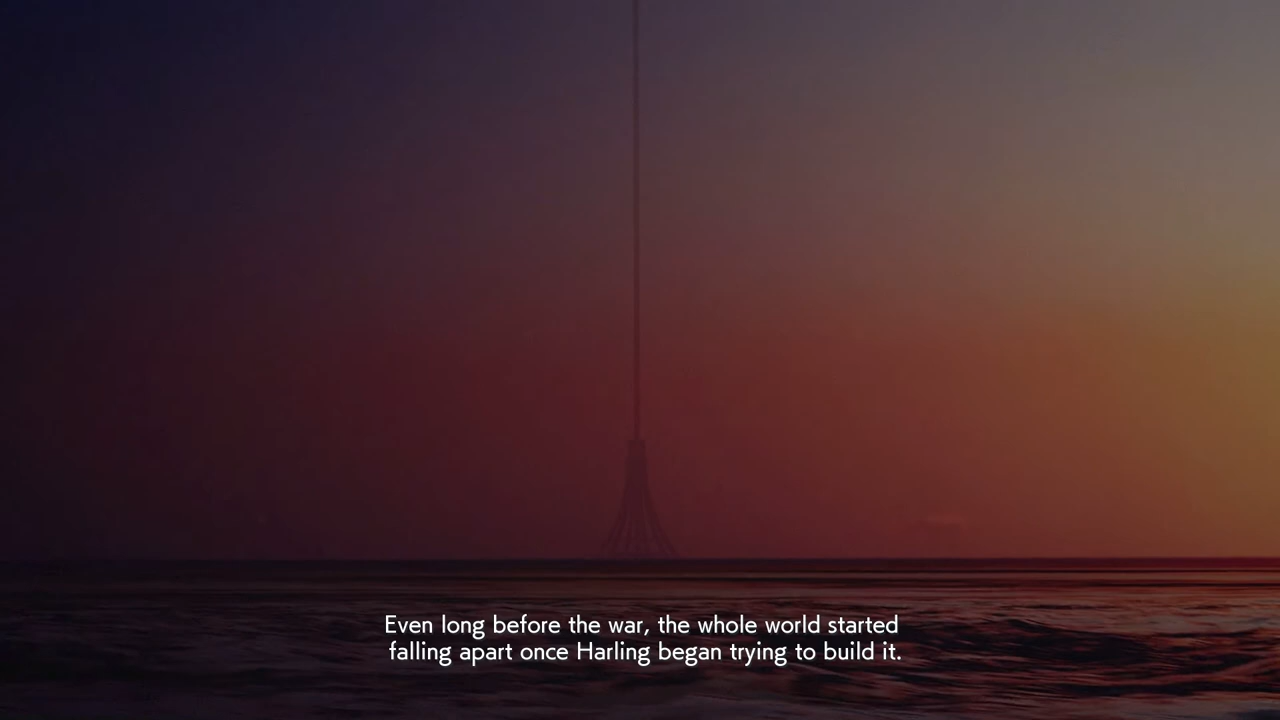 Even long before the war, the whole world started
falling apart once Harling began trying to build it.